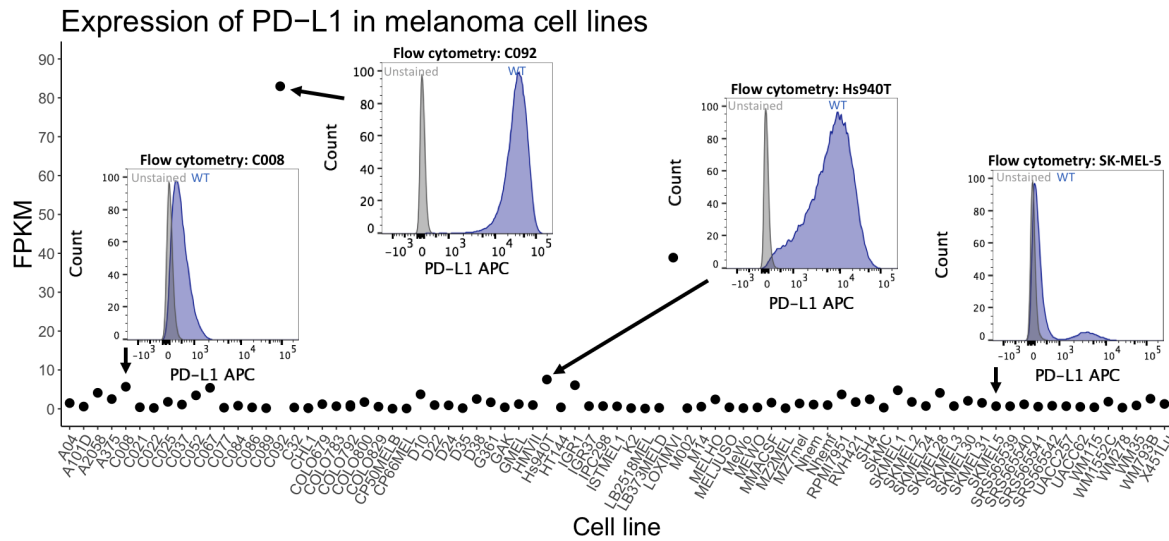 Expression of PD−L1 in melanoma cell lines
FPKM
90
80
70
60
50
40
30
20
10
0
Flow cytometry: C008
Unstained WT
Count
100
80
60
40
20
0
−10³ 0 10³ 10⁴ 10⁵
PD−L1 APC
Flow cytometry: C092
Unstained WT
Count
100
80
60
40
20
0
−10³ 0 10³ 10⁴ 10⁵
PD−L1 APC
Flow cytometry: Hs940T
Unstained WT
Count
100
80
60
40
20
0
−10³ 0 10³ 10⁴ 10⁵
PD−L1 APC
Flow cytometry: SK-MEL-5
Unstained WT
Count
100
80
60
40
20
0
−10³ 0 10³ 10⁴ 10⁵
PD−L1 APC
A04
A101D
A2058
A375
C008
C021
C022
C025
C037
C052
C067
C077
C084
C086
C089
C092
C32
CHL1
COLO679
COLO783
COLO792
COLO800
COLO829
CP50MELB
CP66MEL
D10
D22
D24
D35
D38
G361
GAK
GMEL
HMVII
Hs940T
HT144
IGR1
IGR37
IPC298
ISTMEL1
K2
LB2518MEL
LB373MELD
LOXIMVI
M002
M14
MELHO
MELJUSO
MeWo
MEWO
MMACSF
MZ2MEL
MZ7mel
Nhem
Nhemf
RPMI7951
RVH421
SH4
SKMC
SKMEL1
SKMEL2
SKMEL24
SKMEL28
SKMEL3
SKMEL30
SKMEL31
SKMEL5
SRS565539
SRS565540
SRS565541
SRS565542
UACC257
UACC62
WM115
WM1552C
WM278
WM35
WM793B
X451LU
Cell line